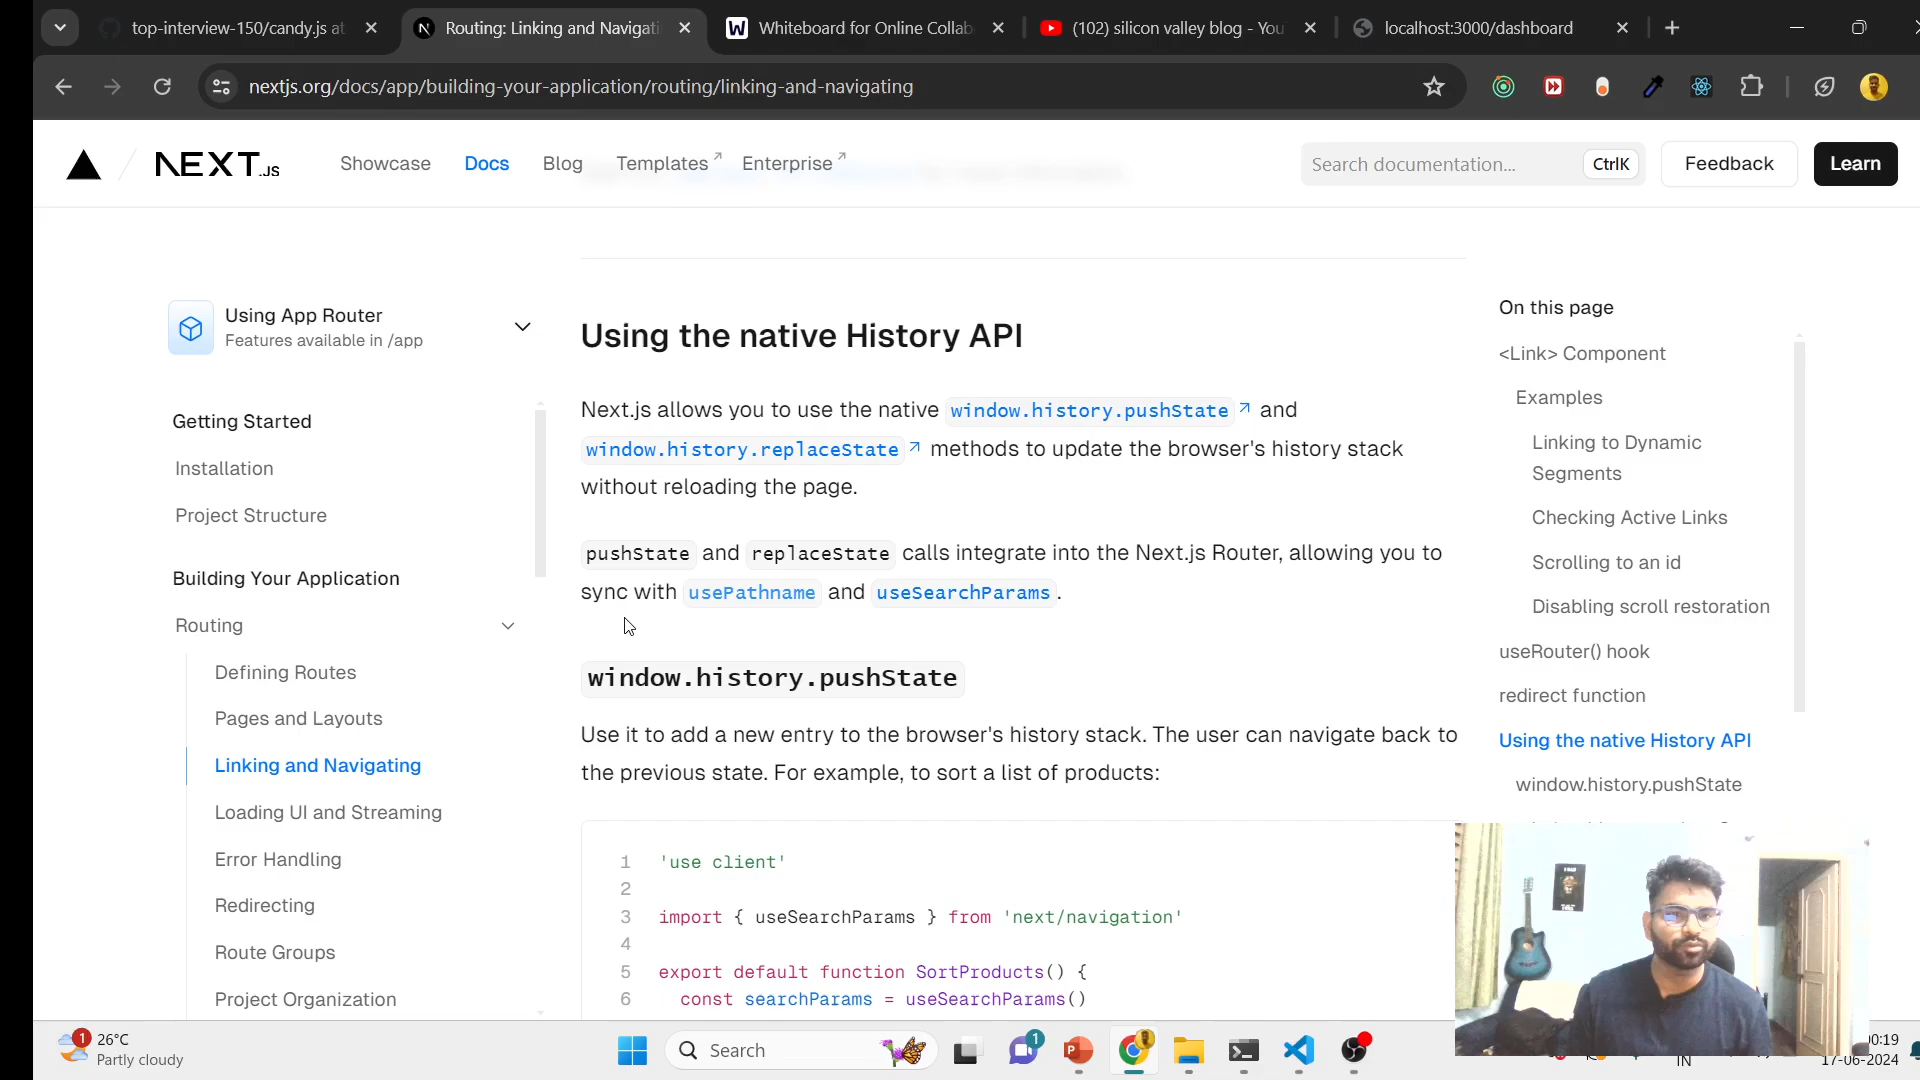 top-interview-150/candy.js at
Routing: Linking and Navigati
Whiteboard for Online Collab
(102) silicon valley blog - You
localhost:3000/dashboard
nextjs.org/docs/app/building-your-application/routing/linking-and-navigating
NEXT.JS
Showcase
Docs
Blog
Templates
Enterprise
Search documentation...
CtrlK
Feedback
Learn
Using App Router
Features available in /app
Getting Started
Installation
Project Structure
Building Your Application
Routing
Defining Routes
Pages and Layouts
Linking and Navigating
Loading UI and Streaming
Error Handling
Redirecting
Route Groups
Project Organization
Using the native History API
Next.js allows you to use the native window.history.pushState and
window.history.replaceState methods to update the browser's history stack
without reloading the page.
pushState and replaceState calls integrate into the Next.js Router, allowing you to
sync with usePathname and useSearchParams.
window.history.pushState
Use it to add a new entry to the browser's history stack. The user can navigate back to
the previous state. For example, to sort a list of products:
1 'use client'
2
3 import { useSearchParams } from 'next/navigation'
4
5 export default function SortProducts() {
6 const searchParams = useSearchParams()
On this page
<Link> Component
Examples
Linking to Dynamic
Segments
Checking Active Links
Scrolling to an id
Disabling scroll restoration
useRouter() hook
redirect function
Using the native History API
window.history.pushState
1
26°C
Partly cloudy
Search
1
IN
0:19
17-06-2024